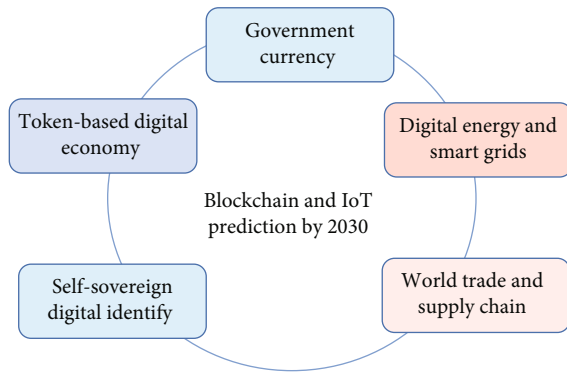 Government
currency
Token-based digital
economy
Digital energy and
smart grids
Blockchain and IoT
prediction by 2030
Self-sovereign
digital identify
World trade and
supply chain